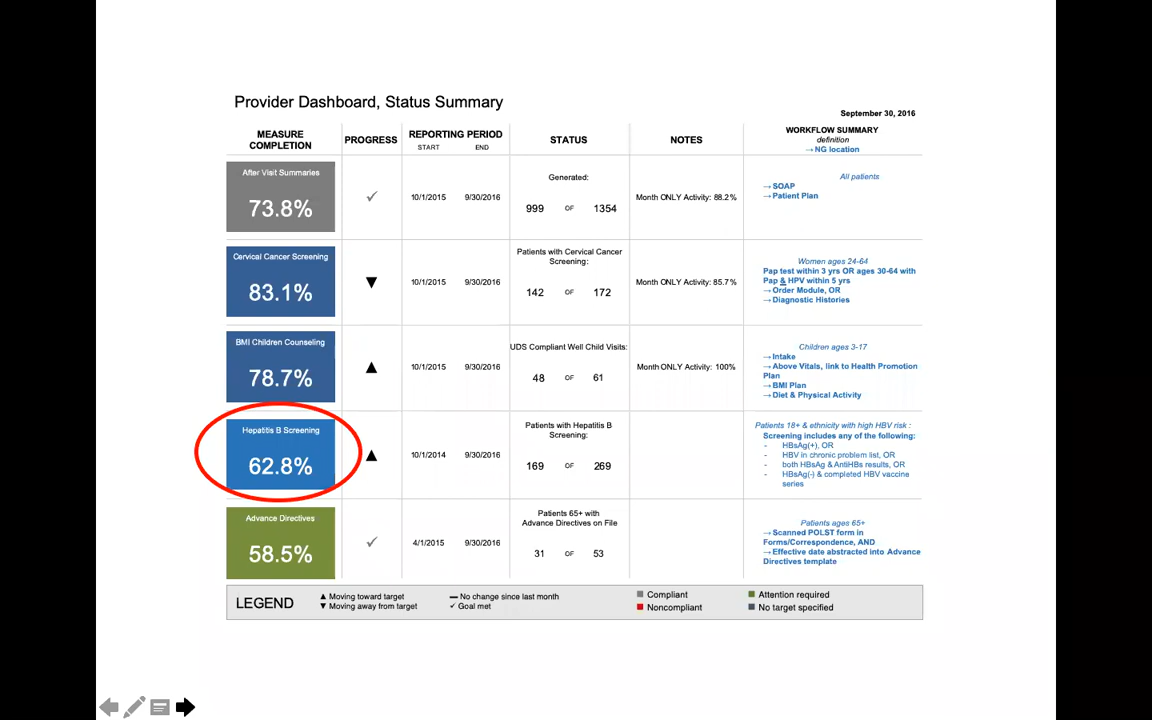 Provider Dashboard, Status Summary
September 30, 2016
MEASURE
COMPLETION
PROGRESS
REPORTING PERIOD
START
END
STATUS
NOTES
WORKFLOW SUMMARY
definition
→ NG location
After Visit Summaries
73.8%
✓
10/1/2015
9/30/2016
Generated:
999 OF 1354
Month ONLY Activity: 88.2%
All patients
→ SOAP
→ Patient Plan
Cervical Cancer Screening
83.1%
▼
10/1/2015
9/30/2016
Patients with Cervical Cancer
Screening:
142 OF 172
Month ONLY Activity: 85.7%
Women ages 24-64
Pap test within 3 yrs OR ages 30-64 with
Pap & HPV within 5 yrs
→ Order Module, OR
→ Diagnostic Histories
BMI Children Counseling
78.7%
▲
10/1/2015
9/30/2016
UDS Compliant Well Child Visits:
48 OF 61
Month ONLY Activity: 100%
Children ages 3-17
→ Intake
→ Above Vitals, link to Health Promotion
Plan
→ BMI Plan
→ Diet & Physical Activity
Hepatitis B Screening
62.8%
▲
10/1/2014
9/30/2016
Patients with Hepatitis B
Screening:
169 OF 269
Patients 18+ & ethnicity with high HBV risk :
Screening includes any of the following:
- HBsAg(+), OR
- HBV in chronic problem list, OR
- both HBsAg & AntiHBs results, OR
- HBsAg(-) & completed HBV vaccine
series
Advance Directives
58.5%
✓
4/1/2015
9/30/2016
Patients 65+ with
Advance Directives on File
31 OF 53
Patients ages 65+
→ Scanned POLST form in
Forms/Correspondence, AND
→ Effective date abstracted into Advance
Directives template
LEGEND
▲ Moving toward target
▼ Moving away from target
— No change since last month
✓ Goal met
Compliant
Noncompliant
Attention required
No target specified